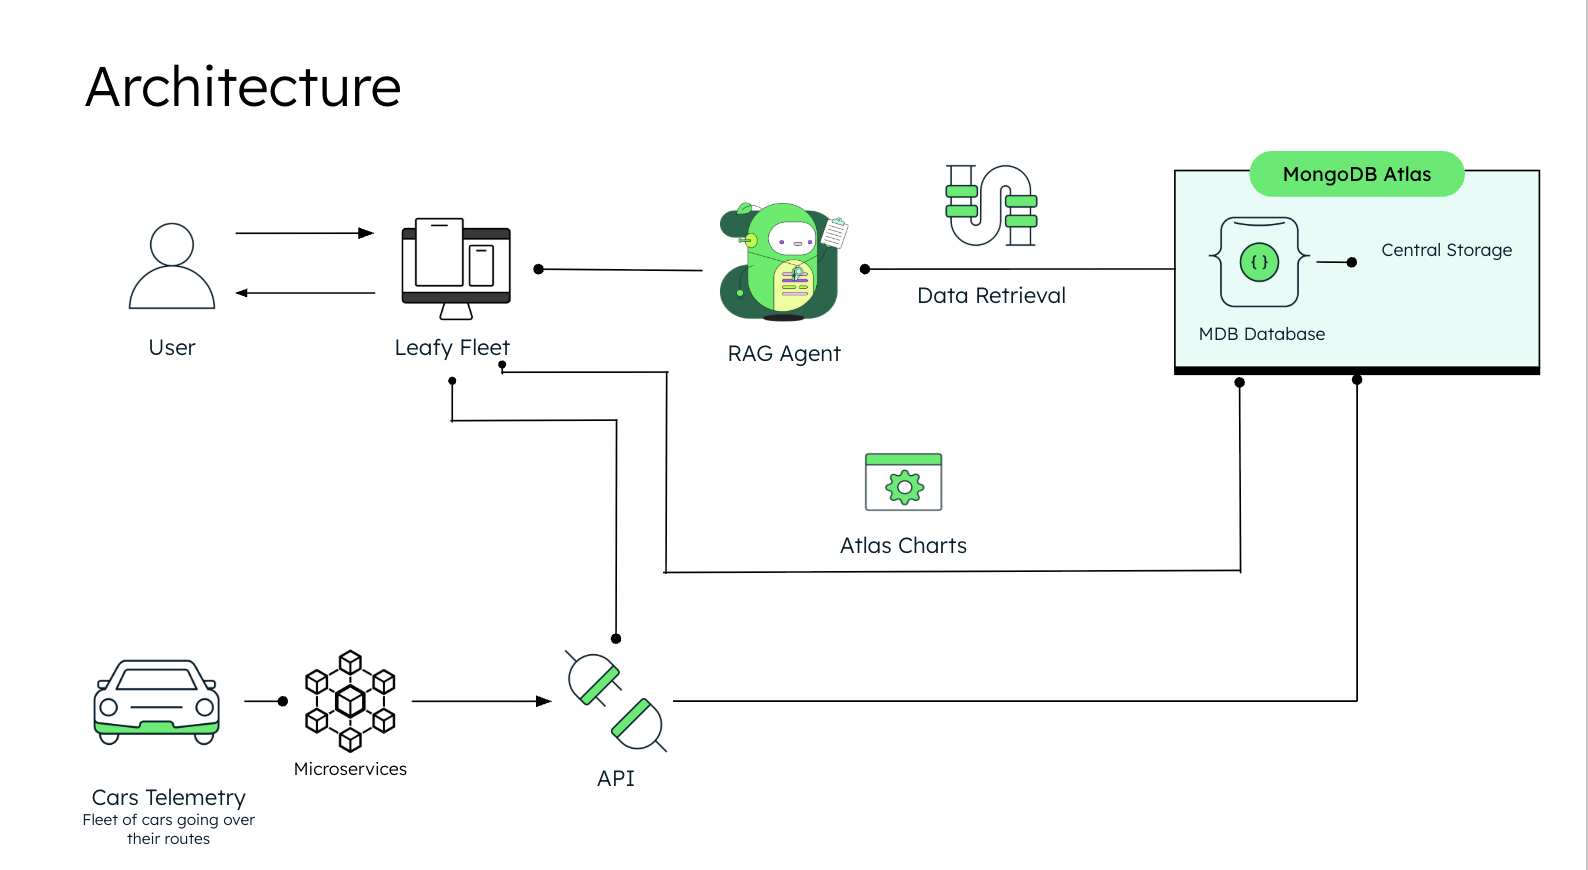 Architecture
MongoDB Atlas
{ }
Central Storage
Data Retrieval
MDB Database
User
Leafy Fleet
RAG Agent
Atlas Charts
Microservices
API
Cars Telemetry
Fleet of cars going over
their routes